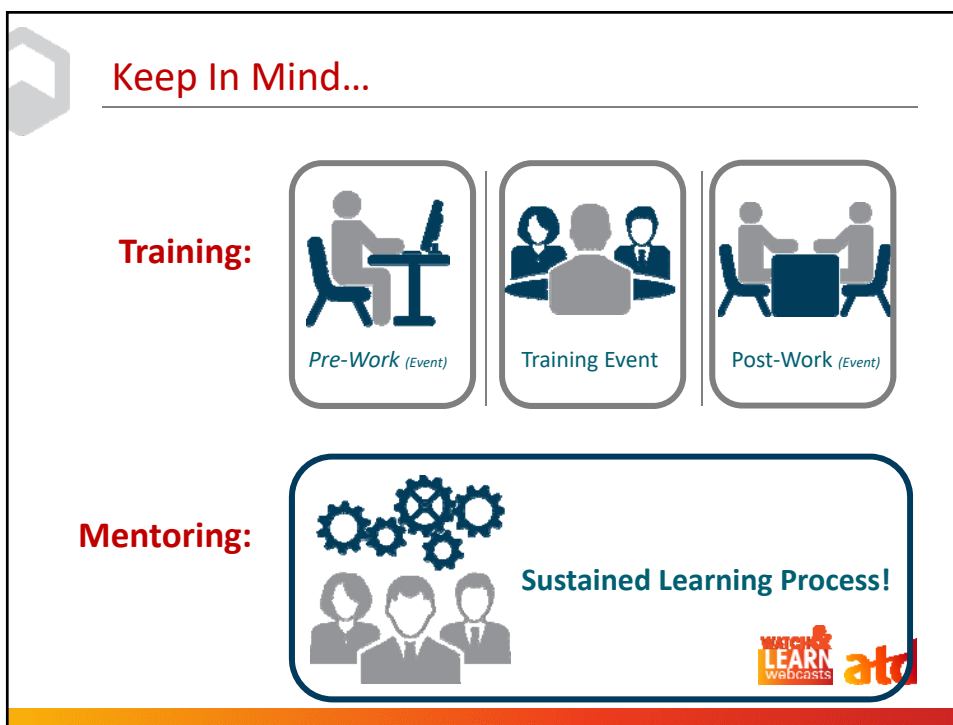 Keep In Mind…
Training:
Pre-Work (Event)
Training Event
Post-Work (Event)
Mentoring:
Sustained Learning Process!
WATCH &
LEARN
webcasts
atd